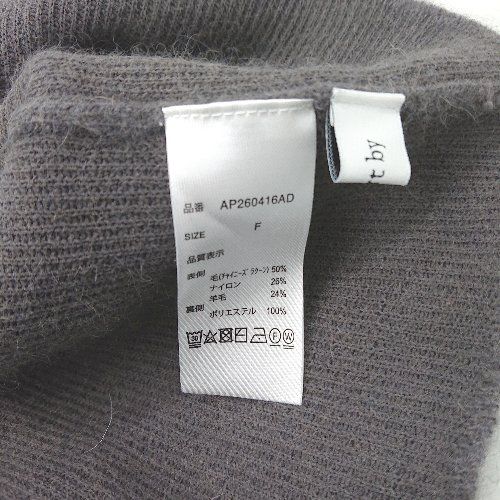 品番 AP260416AD
SIZE F
品質表示
表側 毛(チャイニーズ ラクーン) 50%
ナイロン 26%
羊毛 24%
裏側 ポリエステル 100%
by